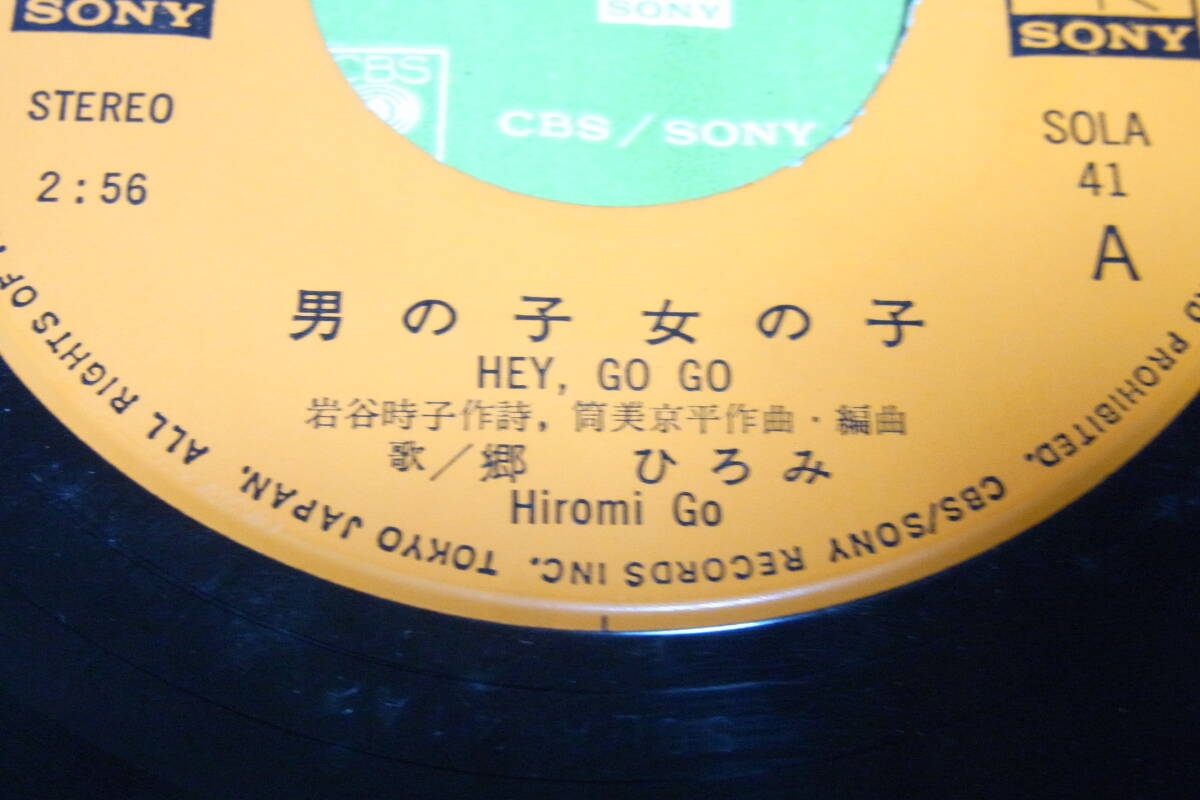 SONY
SONY
SONY
CBS
CBS / SONY
STEREO
2:56
SOLA
41
A
男の子女の子
HEY, GO GO
岩谷時子作詩，筒美京平作曲・編曲
歌／郷 ひろみ
Hiromi Go
PROHIBITED. CBS/SONY RECORDS INC. TOKYO JAPAN. ALL RIGHTS OF